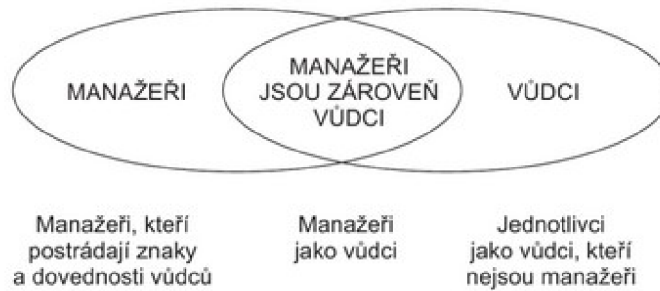 MANAŽEŘI
MANAŽEŘI
JSOU ZÁROVEŇ
VŮDCI
VŮDCI
Manažeři, kteří
postrádají znaky
a dovednosti vůdců
Manažeři
jako vůdci
Jednotlivci
jako vůdci, kteří
nejsou manažeři